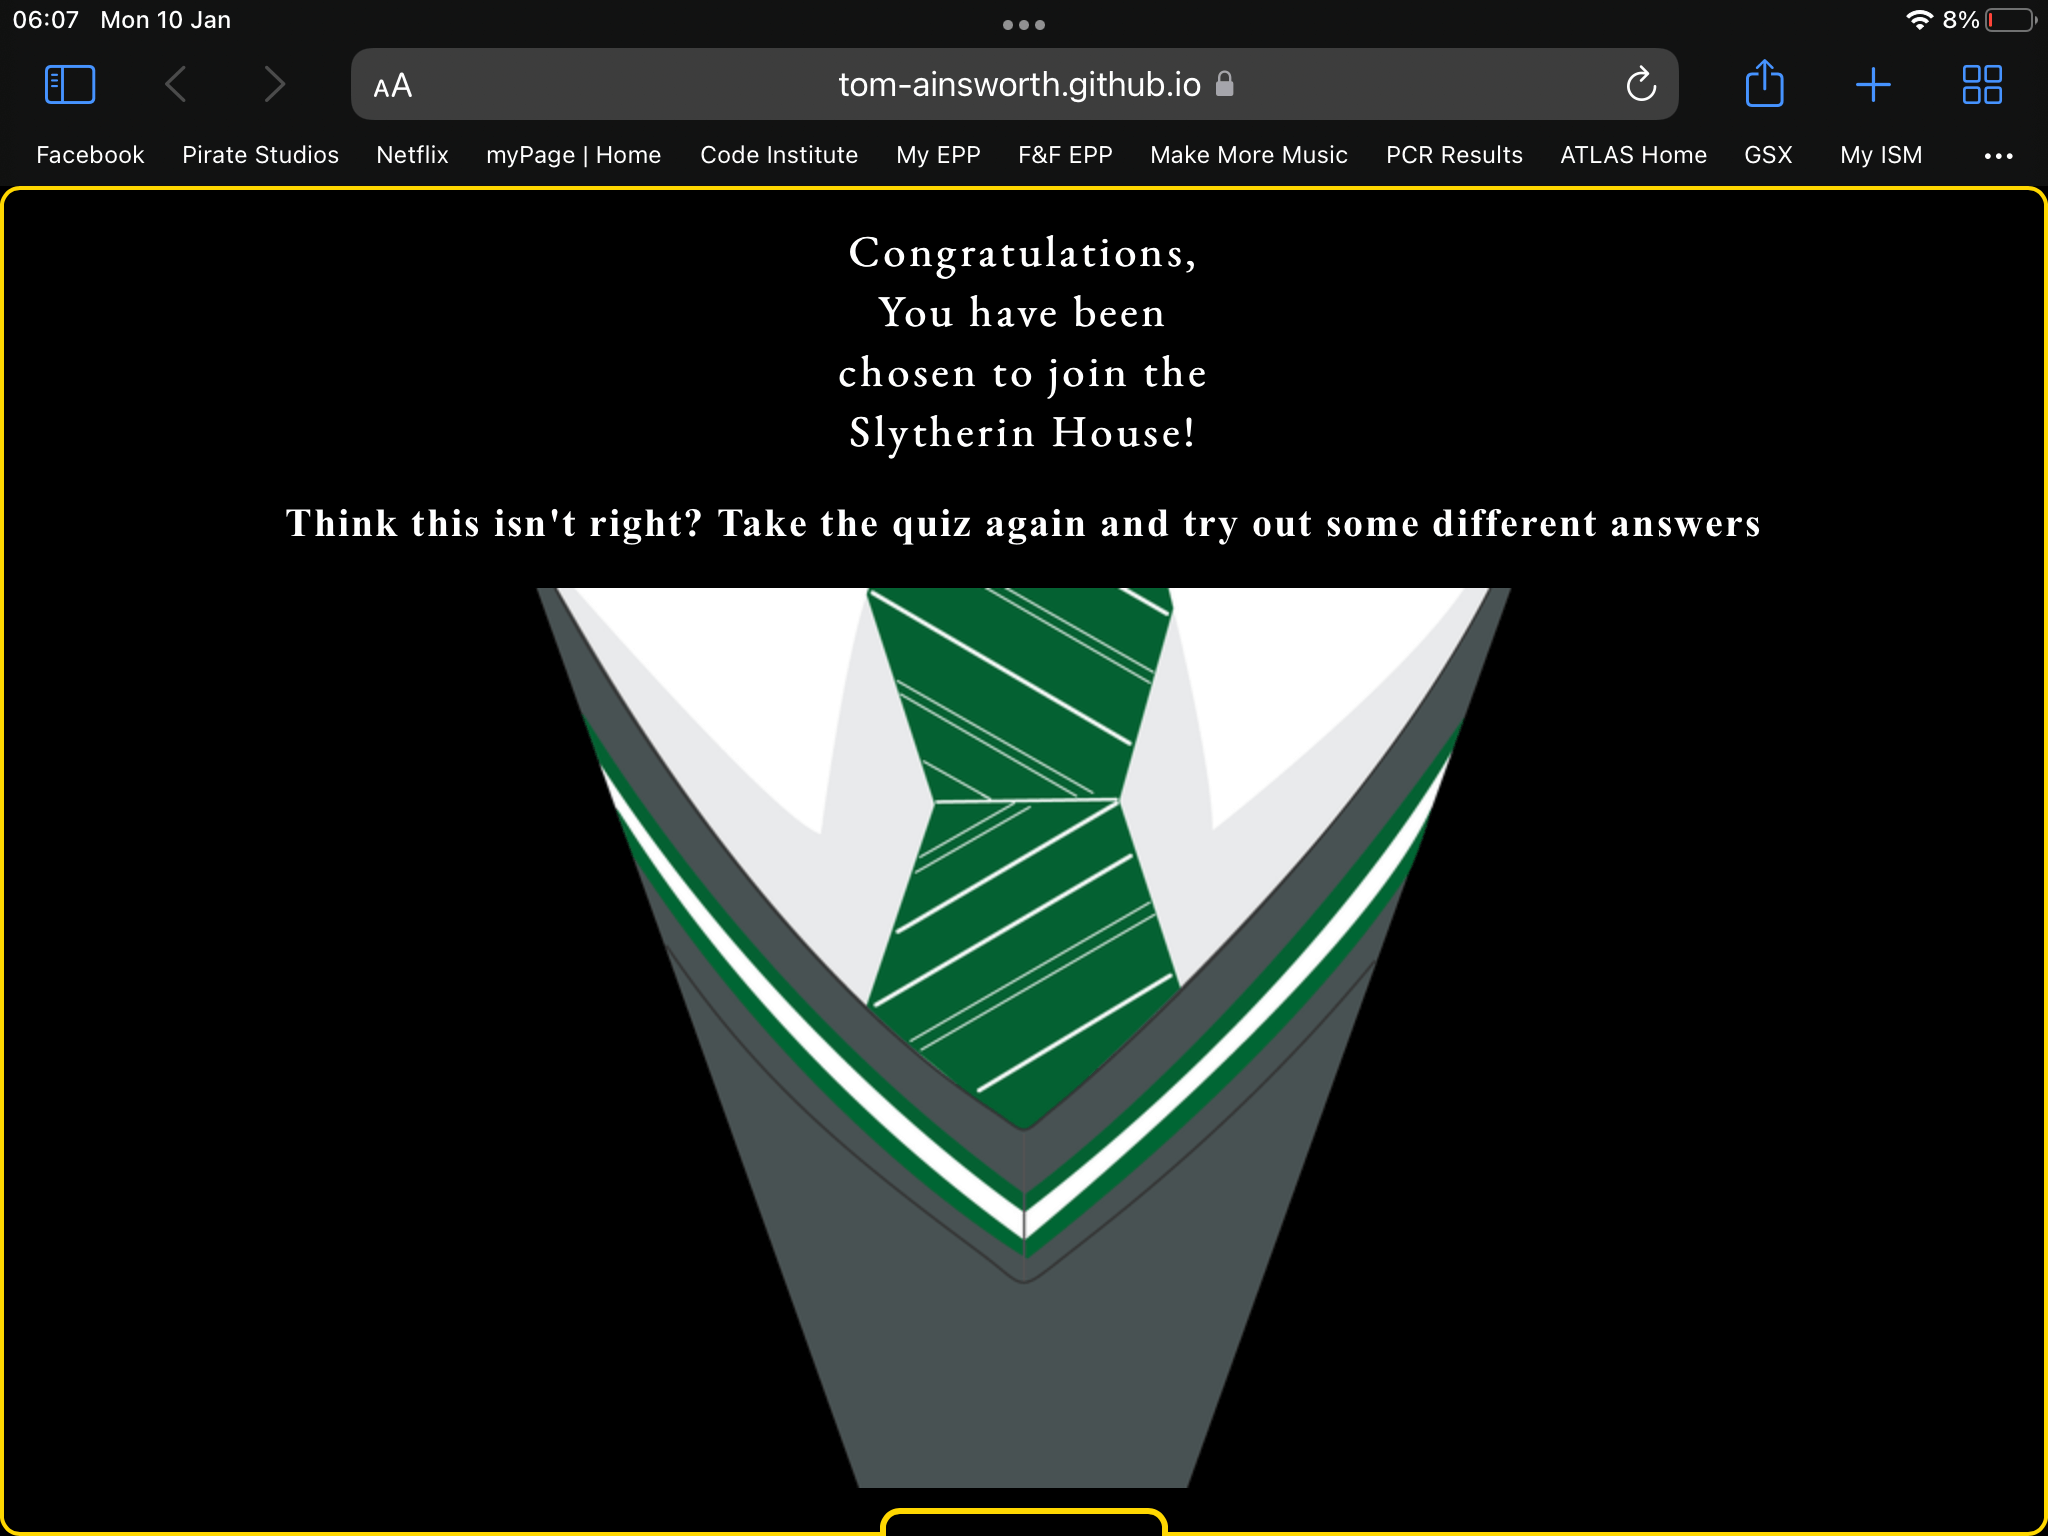 06:07 Mon 10 Jan 8%
AA tom-ainsworth.github.io
Facebook Pirate Studios Netflix myPage | Home Code Institute My EPP F&F EPP Make More Music PCR Results ATLAS Home GSX My ISM
Congratulations,
You have been
chosen to join the
Slytherin House!
Think this isn't right? Take the quiz again and try out some different answers